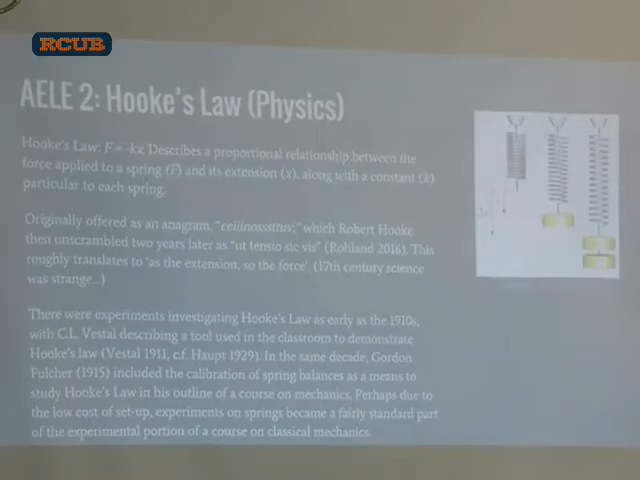 RCUB
AELE 2: Hooke's Law (Physics)
Hooke's Law: F = -kx Describes a proportional relationship between the
force applied to a spring (F) and its extension (x), along with a constant (k)
particular to each spring.
Originally offered as an anagram, "ceiiinosssttuv," which Robert Hooke
then unscrambled two years later as "ut tensio sic vis" (Rohland 2016). This
roughly translates to 'as the extension, so the force'. (17th century science
was strange...)
There were experiments investigating Hooke's Law as early as the 1910s,
with C.L. Vestal describing a tool used in the classroom to demonstrate
Hooke's law (Vestal 1911, c.f. Haupt 1929). In the same decade, Gordon
Fulcher (1915) included the calibration of spring balances as a means to
study Hooke's Law in his outline of a course on mechanics. Perhaps due to
the low cost of set-up, experiments on springs became a fairly standard part
of the experimental portion of a course on classical mechanics.